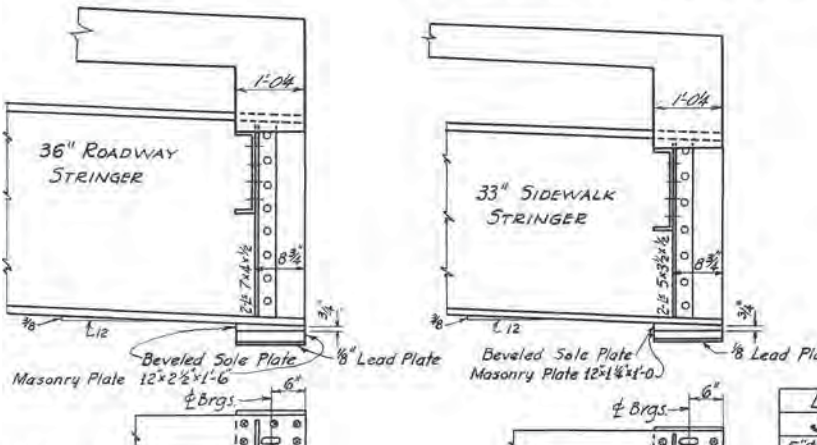 1'-0¼
36" ROADWAY
STRINGER
2-Ls 7x4x½
8¾"
3/8
12
3/4"
Beveled Sole Plate
1/8" Lead Plate
Masonry Plate 12"x2½"x1'-6"
6"
℄ Brgs.
1'-0¼
33" SIDEWALK
STRINGER
2-Ls 5x3½x½
8¾"
3/8
12
3/4"
Beveled Sole Plate
1/8 Lead Pla
Masonry Plate 12"x1¼"x1'-0
6"
℄ Brgs.